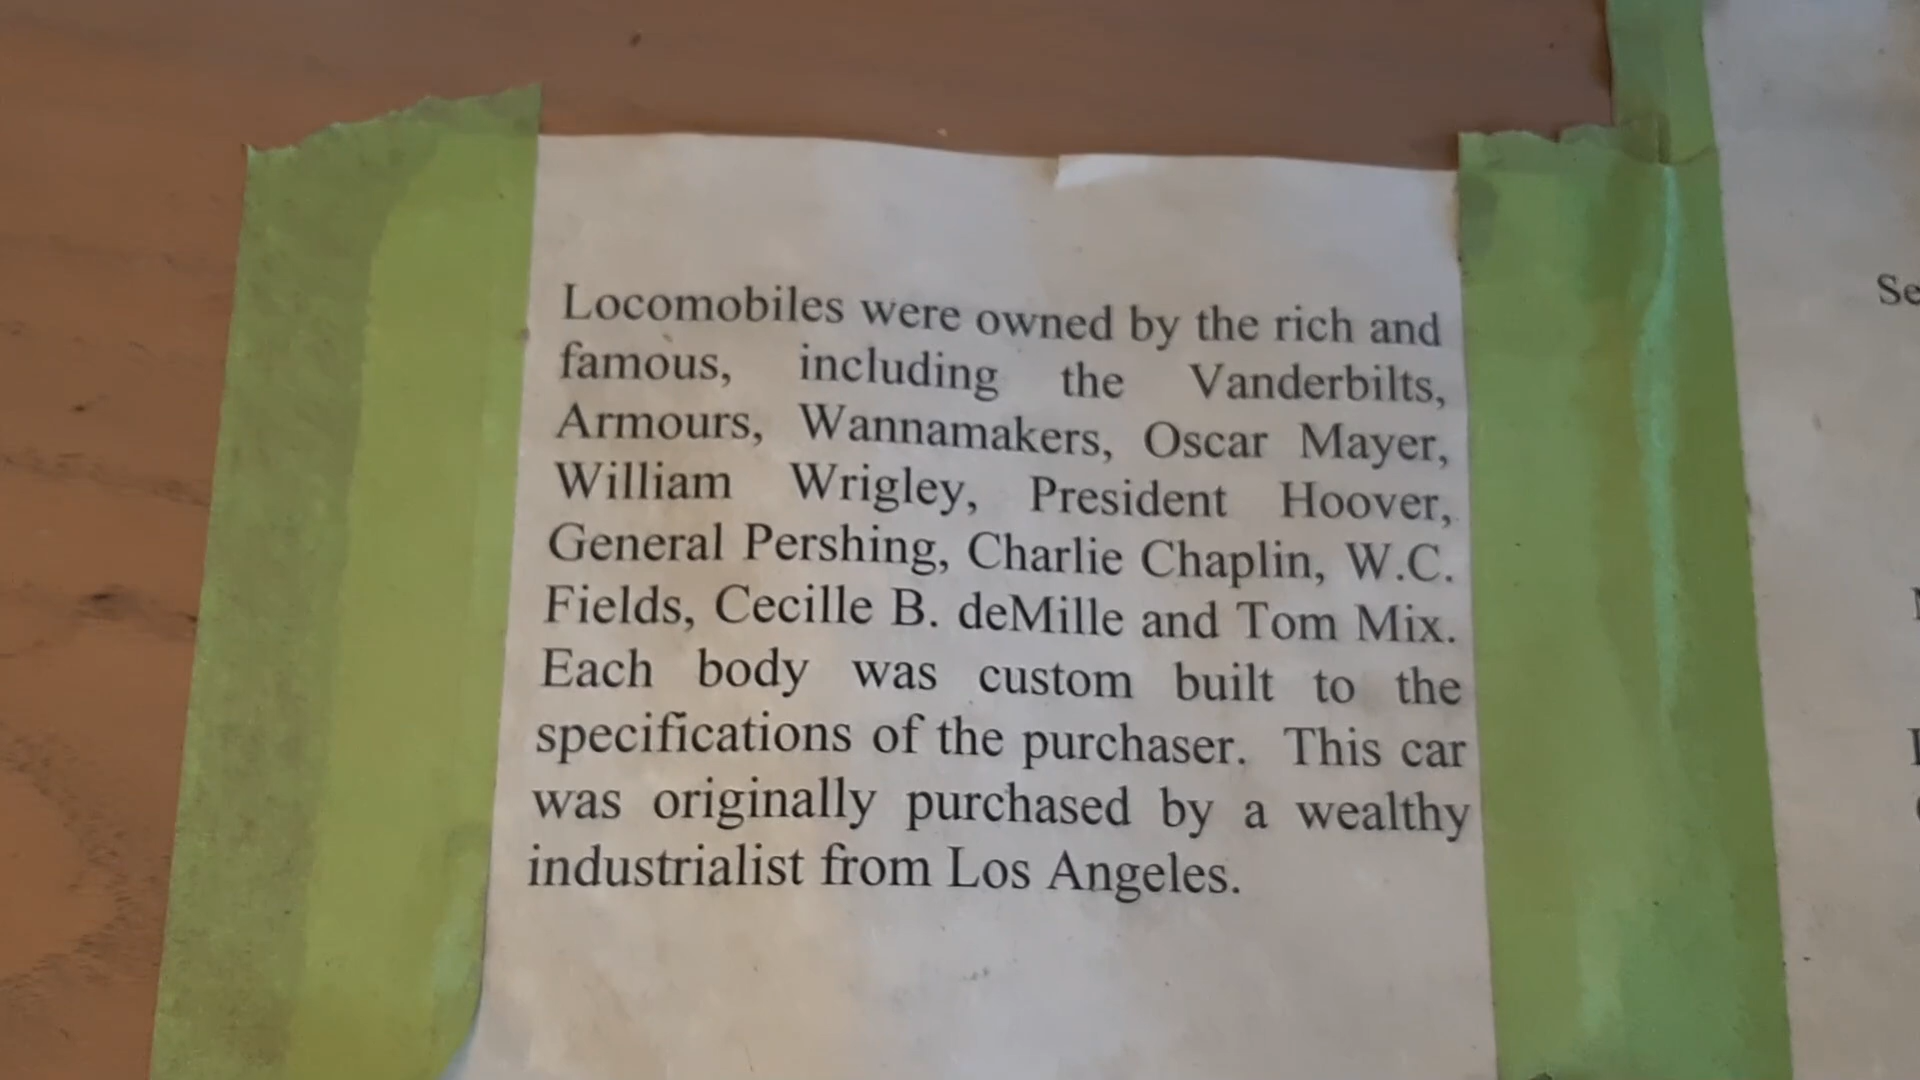 Locomobiles were owned by the rich and
famous, including the Vanderbilts,
Armours, Wannamakers, Oscar Mayer,
William Wrigley, President Hoover,
General Pershing, Charlie Chaplin, W.C.
Fields, Cecille B. deMille and Tom Mix.
Each body was custom built to the
specifications of the purchaser. This car
was originally purchased by a wealthy
industrialist from Los Angeles.